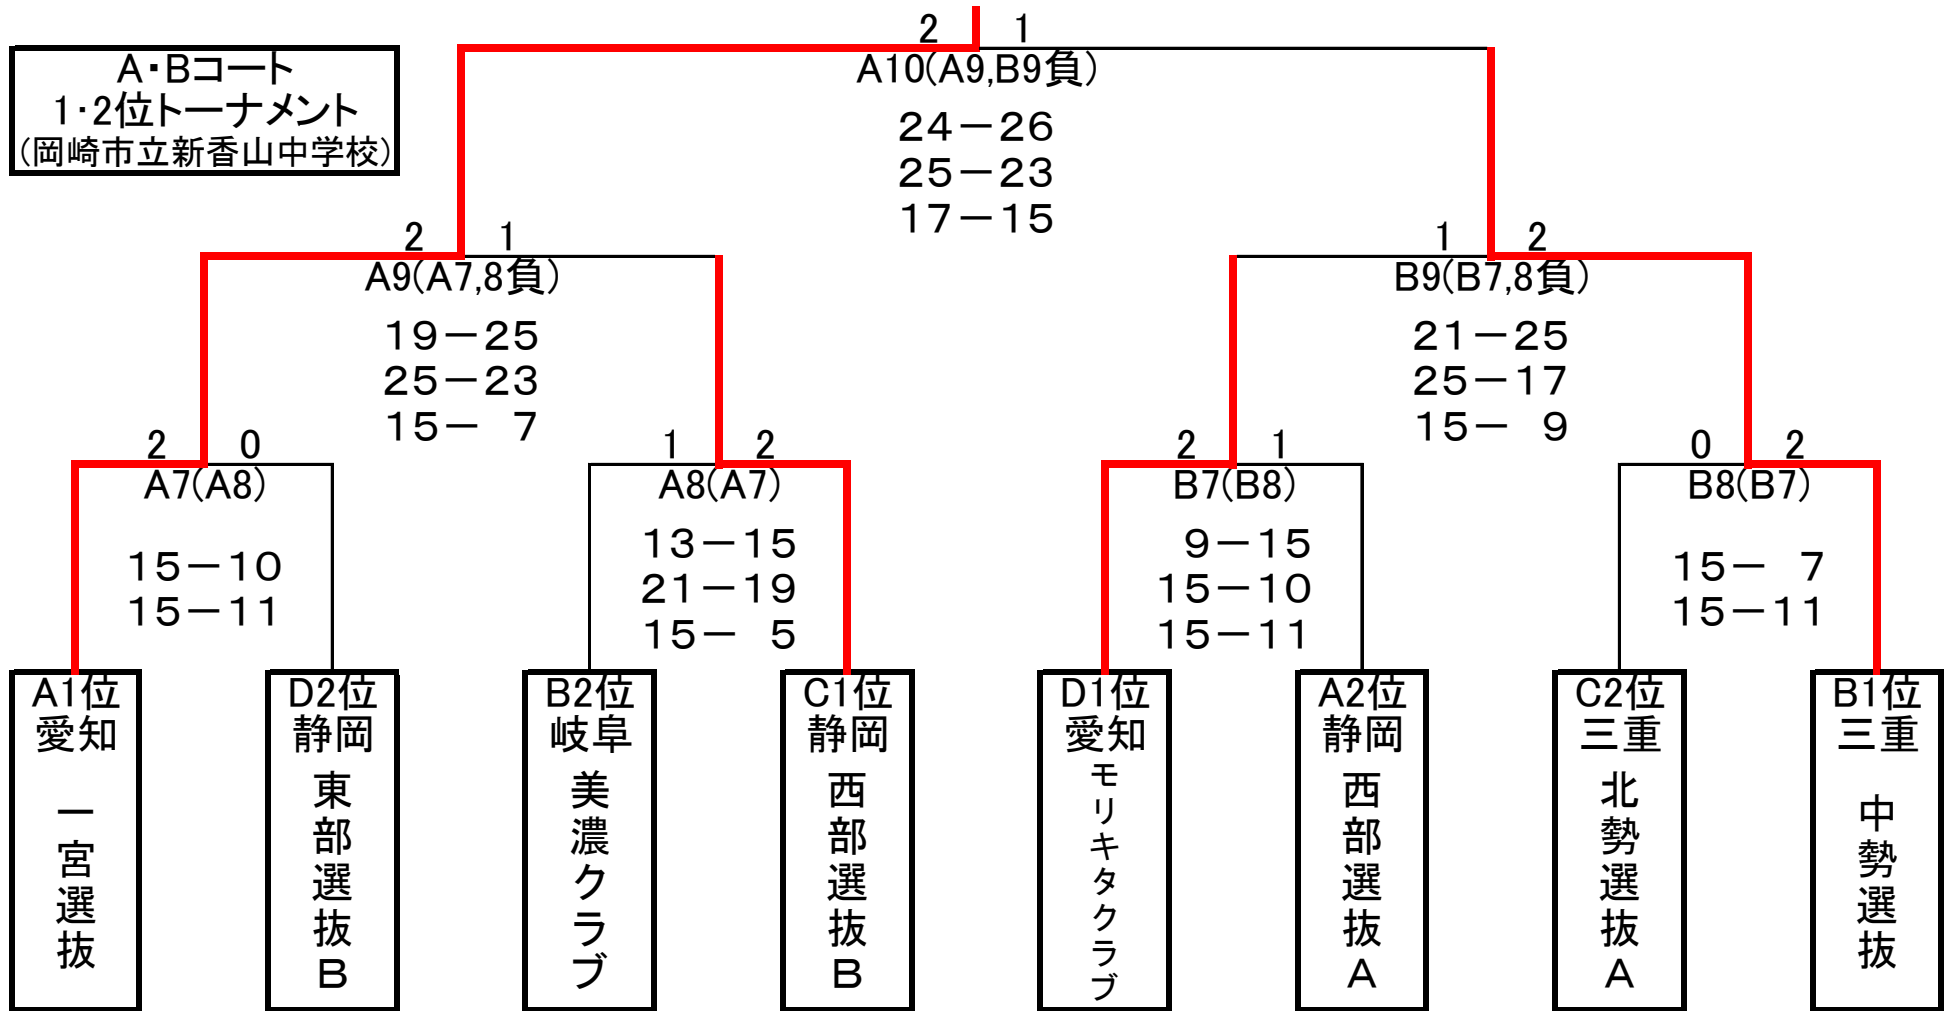 A・Bコート
1・2位トーナメント
(岡崎市立新香山中学校)
2 1
A10(A9,B9負)
24－26
25－23
17－15
2 1
A9(A7,8負)
19－25
25－23
15－ 7
1 2
B9(B7,8負)
21－25
25－17
15－ 9
2 0
A7(A8)
15－10
15－11
1 2
A8(A7)
13－15
21－19
15－ 5
2 1
B7(B8)
9－15
15－10
15－11
0 2
B8(B7)
15－ 7
15－11
A1位
愛知
一宮選抜
D2位
静岡
東部選抜B
B2位
岐阜
美濃クラブ
C1位
静岡
西部選抜B
D1位
愛知
モリキタクラブ
A2位
静岡
西部選抜A
C2位
三重
北勢選抜A
B1位
三重
中勢選抜